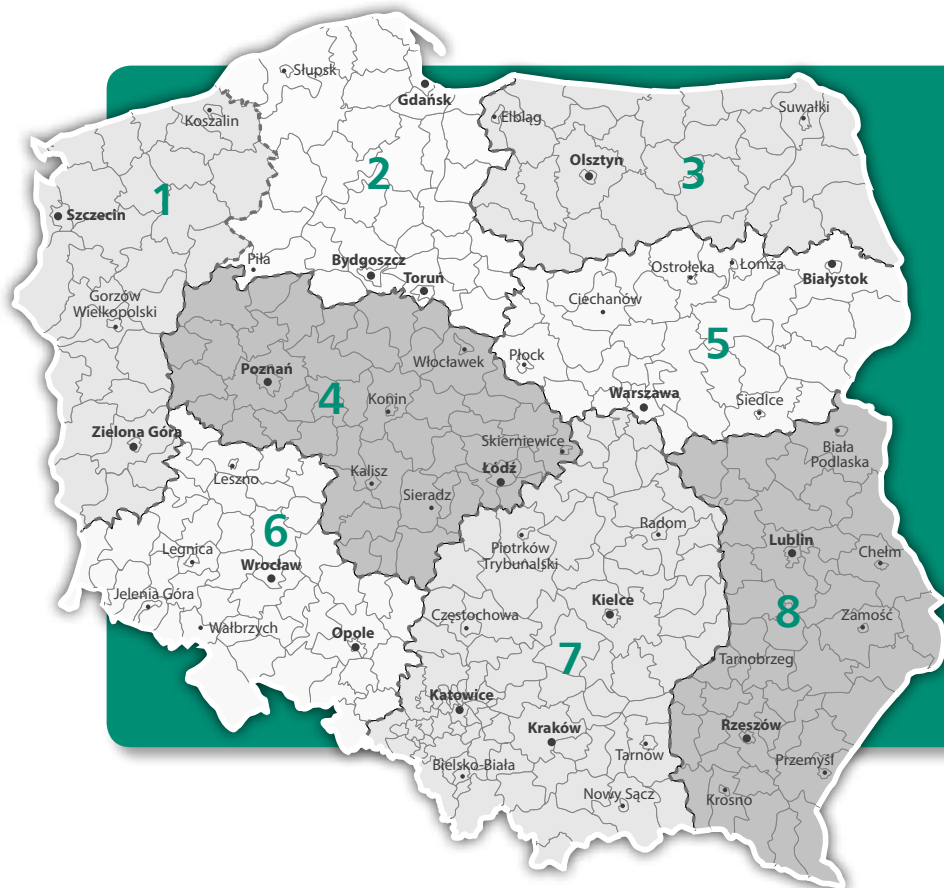 Słupsk
Gdańsk
Koszalin
Elbląg
Suwałki
Olsztyn
2
3
1
Szczecin
Piła
Bydgoszcz
Toruń
Ostrołęka
Łomża
Białystok
Gorzów
Wielkopolski
Ciechanów
5
Włocławek
Płock
Poznań
4
Konin
Warszawa
Siedlce
Zielona Góra
Skierniewice
Biała
Podlaska
Leszno
Kalisz
Łódź
Sieradz
6
Radom
Legnica
Wrocław
Piotrków
Trybunalski
Lublin
Chełm
Jelenia Góra
Kielce
8
Wałbrzych
Opole
Częstochowa
Zamość
7
Tarnobrzeg
Katowice
Kraków
Rzeszów
Tarnów
Bielsko-Biała
Przemyśl
Nowy Sącz
Krosno